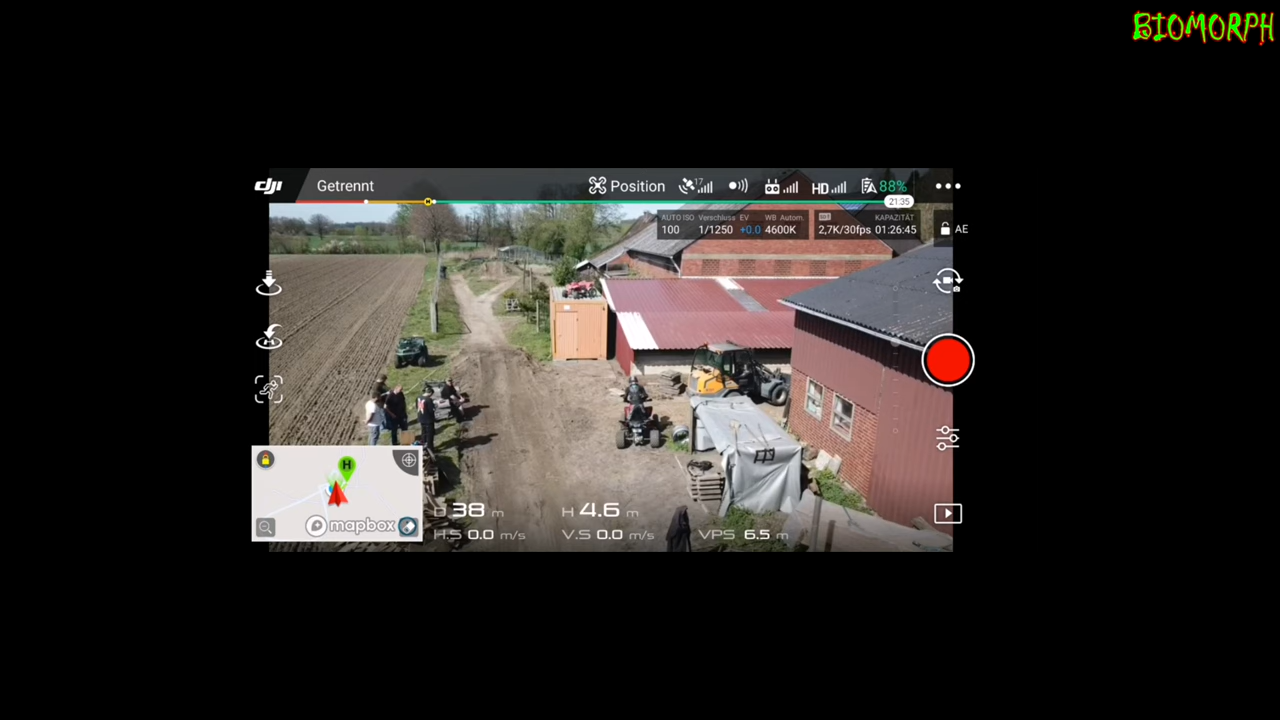 BIOMORPH
dji Getrennt Position 17 HD 88%
H 21:35
AUTO ISO Verschluss EV WB Autom. KAPAZITÄT
100 1/1250 +0.0 4600K 2,7K/30fps 01:26:45
AE
H
mapbox
D 38 m H 4.6 m
H.S 0.0 m/s V.S 0.0 m/s VPS 6.5 m